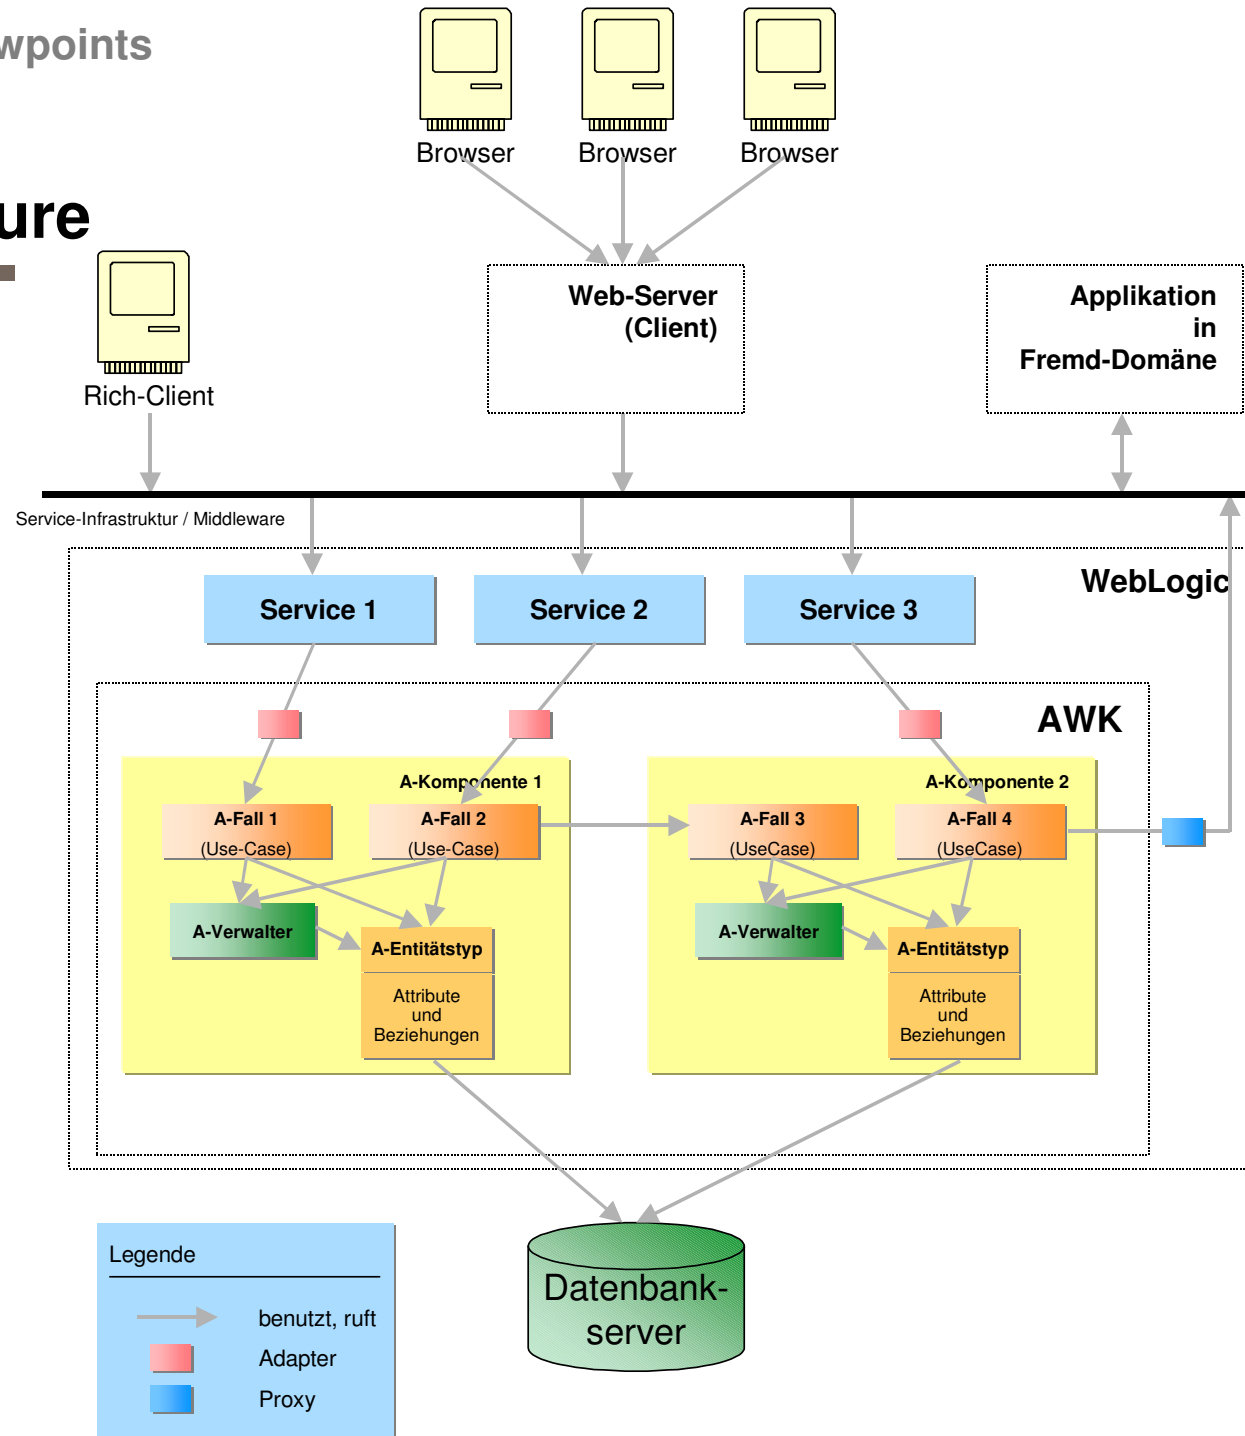 wpoints
Browser
Browser
Browser
ure
Web-Server
(Client)
Applikation
in
Fremd-Domäne
Rich-Client
Service-Infrastruktur / Middleware
WebLogic
Service 1
Service 2
Service 3
AWK
A-Komponente 1
A-Komponente 2
A-Fall 1
(Use-Case)
A-Fall 2
(Use-Case)
A-Fall 3
(UseCase)
A-Fall 4
(UseCase)
A-Verwalter
A-Entitätstyp
Attribute
und
Beziehungen
A-Verwalter
A-Entitätstyp
Attribute
und
Beziehungen
Legende
benutzt, ruft
Adapter
Proxy
Datenbank-
server